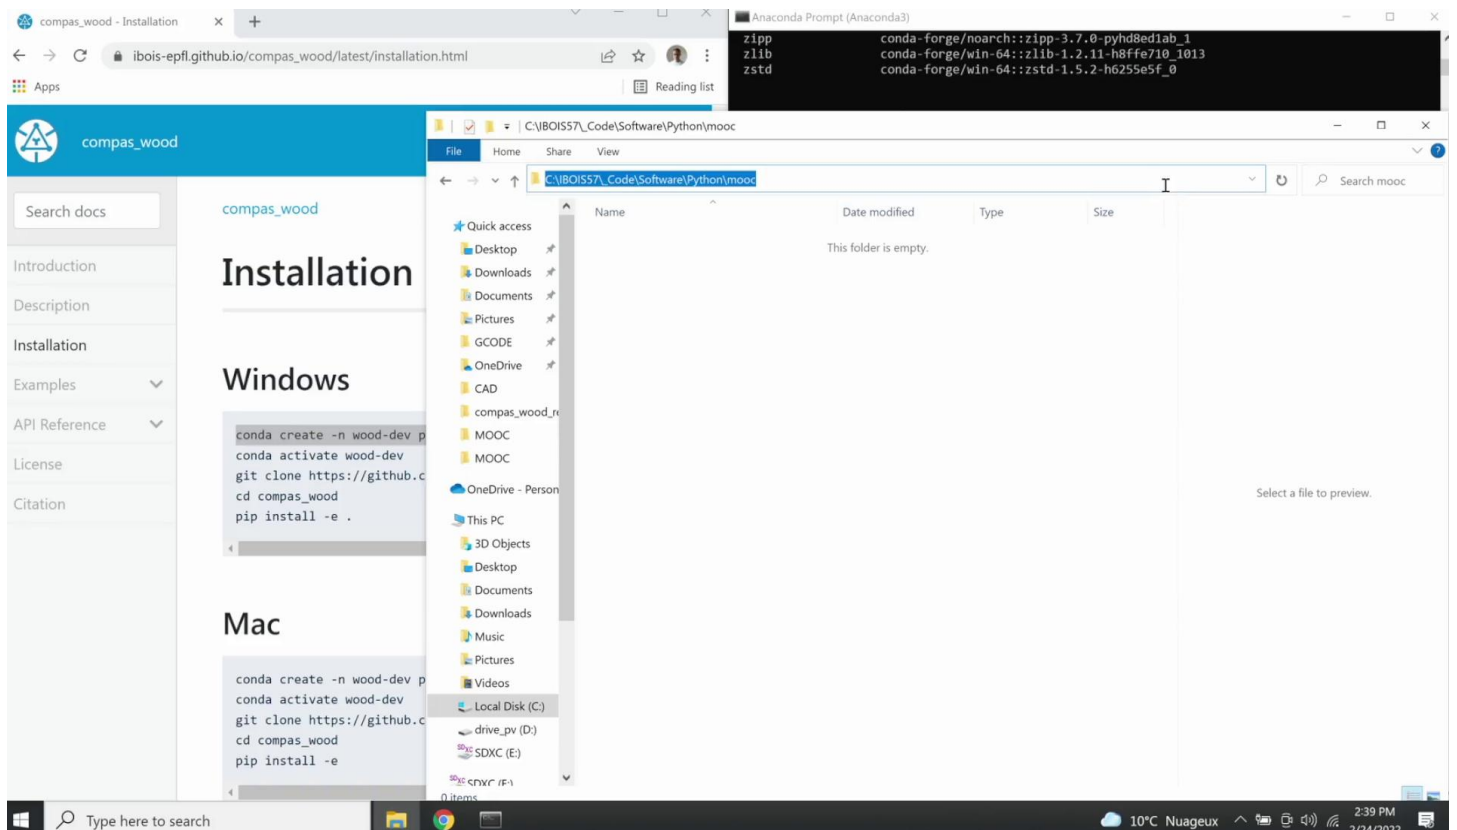 compas_wood - Installation
Anaconda Prompt (Anaconda3)
zipp conda-forge/noarch::zipp-3.7.0-pyhd8ed1ab_1
zlib conda-forge/win-64::zlib-1.2.11-h8ffe710_1013
zstd conda-forge/win-64::zstd-1.5.2-h6255e5f_0
ibois-epfl.github.io/compas_wood/latest/installation.html
Apps
Reading list
compas_wood
Search docs
Introduction
Description
Installation
Examples
API Reference
License
Citation
compas_wood
Installation
Windows
conda create -n wood-dev p
conda activate wood-dev
git clone https://github.c
cd compas_wood
pip install -e .
Mac
conda create -n wood-dev p
conda activate wood-dev
git clone https://github.c
cd compas_wood
pip install -e
C:\IBOIS57\_Code\Software\Python\mooc
File Home Share View
C:\IBOIS57\_Code\Software\Python\mooc
Search mooc
Name Date modified Type Size
This folder is empty.
Select a file to preview.
Quick access
Desktop
Downloads
Documents
Pictures
GCODE
OneDrive
CAD
compas_wood_re
MOOC
MOOC
OneDrive - Person
This PC
3D Objects
Desktop
Documents
Downloads
Music
Pictures
Videos
Local Disk (C:)
drive_pv (D:)
SDXC (E:)
SDXC (F:)
0 items
Type here to search
10°C Nuageux
2:39 PM